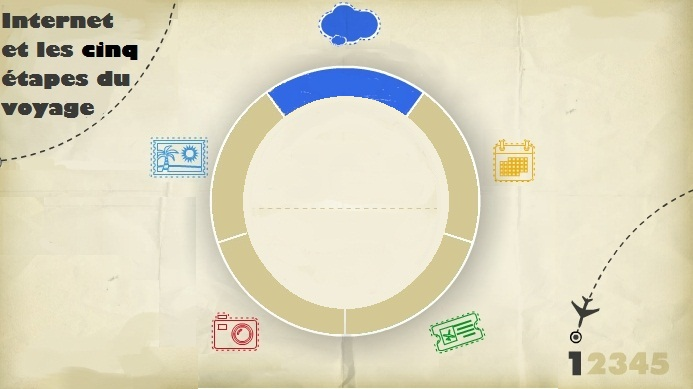 Internet
et les cinq
étapes du
voyage
12345